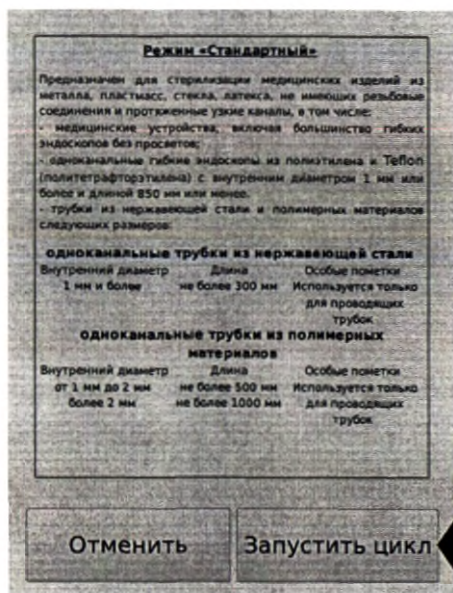 Режим «Стандартный»
Предназначен для стерилизации медицинских изделий из
металла, пластмасс, стекла, латекса, не имеющих резьбовые
соединения и протяженные узкие каналы, в том числе:
- медицинские устройства, включая большинство гибких
эндоскопов без просветов;
- одноканальные гибкие эндоскопы из полиэтилена и Teflon
(политетрафторэтилена) с внутренним диаметром 1 мм или
более и длиной 850 мм или менее.
- трубки из нержавеющей стали и полимерных материалов
следующих размеров:
одноканальные трубки из нержавеющей стали
Внутренний диаметр Длина Особые пометки
1 мм и более не более 300 мм Используется только
для проводящих
трубок
одноканальные трубки из полимерных
материалов
Внутренний диаметр Длина Особые пометки
от 1 мм до 2 мм не более 500 мм Используется только
более 2 мм не более 1000 мм для проводящих
трубок
Отменить Запустить цикл